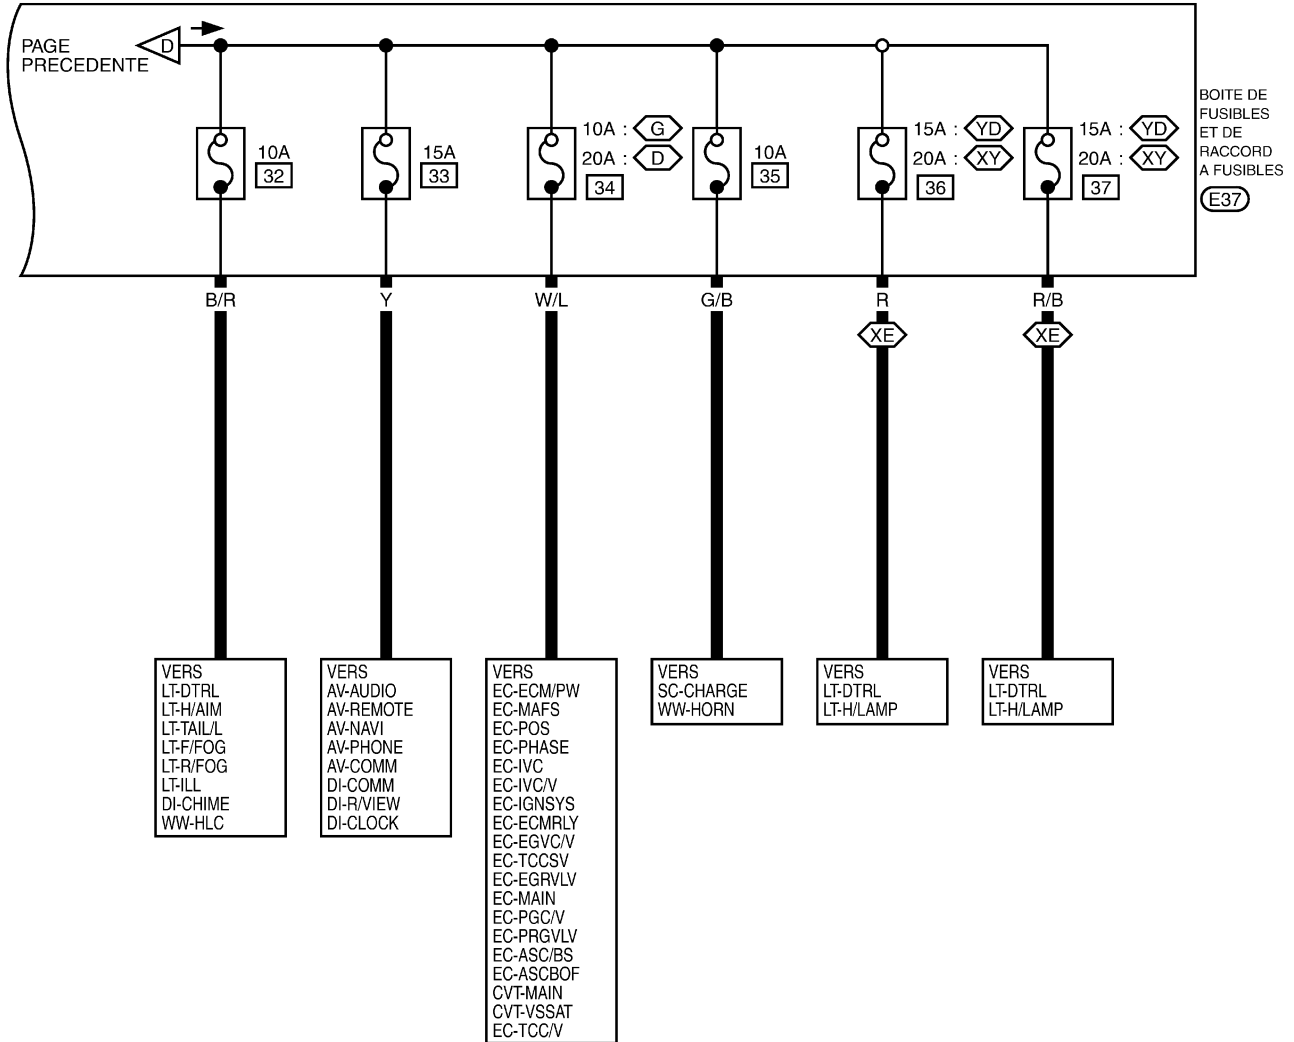 PAGE
PRECEDENTE
D
10A
32
15A
33
10A : G
20A : D
34
10A
35
15A : YD
20A : XY
36
15A : YD
20A : XY
37
BOITE DE
FUSIBLES
ET DE
RACCORD
A FUSIBLES
E37
B/R
Y
W/L
G/B
R
R/B
XE
XE
VERS
LT-DTRL
LT-H/AIM
LT-TAIL/L
LT-F/FOG
LT-R/FOG
LT-ILL
DI-CHIME
WW-HLC
VERS
AV-AUDIO
AV-REMOTE
AV-NAVI
AV-PHONE
AV-COMM
DI-COMM
DI-R/VIEW
DI-CLOCK
VERS
EC-ECM/PW
EC-MAFS
EC-POS
EC-PHASE
EC-IVC
EC-IVC/V
EC-IGNSYS
EC-ECMRLY
EC-EGVC/V
EC-TCCSV
EC-EGRVLV
EC-MAIN
EC-PGC/V
EC-PRGVLV
EC-ASC/BS
EC-ASCBOF
CVT-MAIN
CVT-VSSAT
EC-TCC/V
VERS
SC-CHARGE
WW-HORN
VERS
LT-DTRL
LT-H/LAMP
VERS
LT-DTRL
LT-H/LAMP